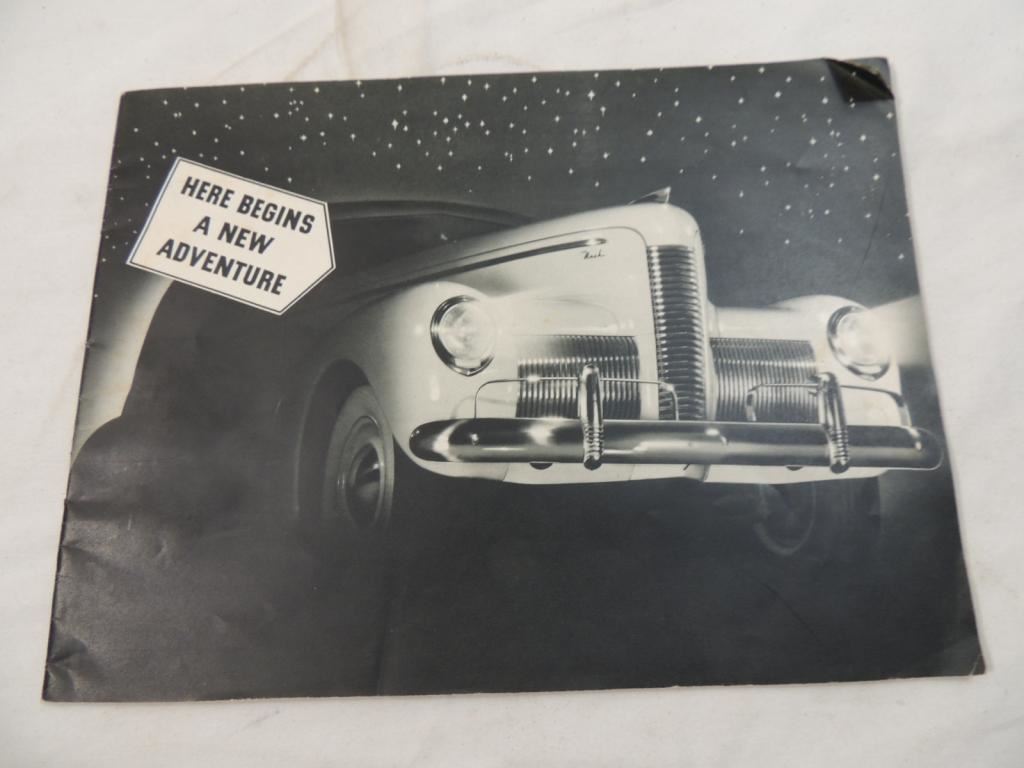 HERE BEGINS
A NEW
ADVENTURE
Nash